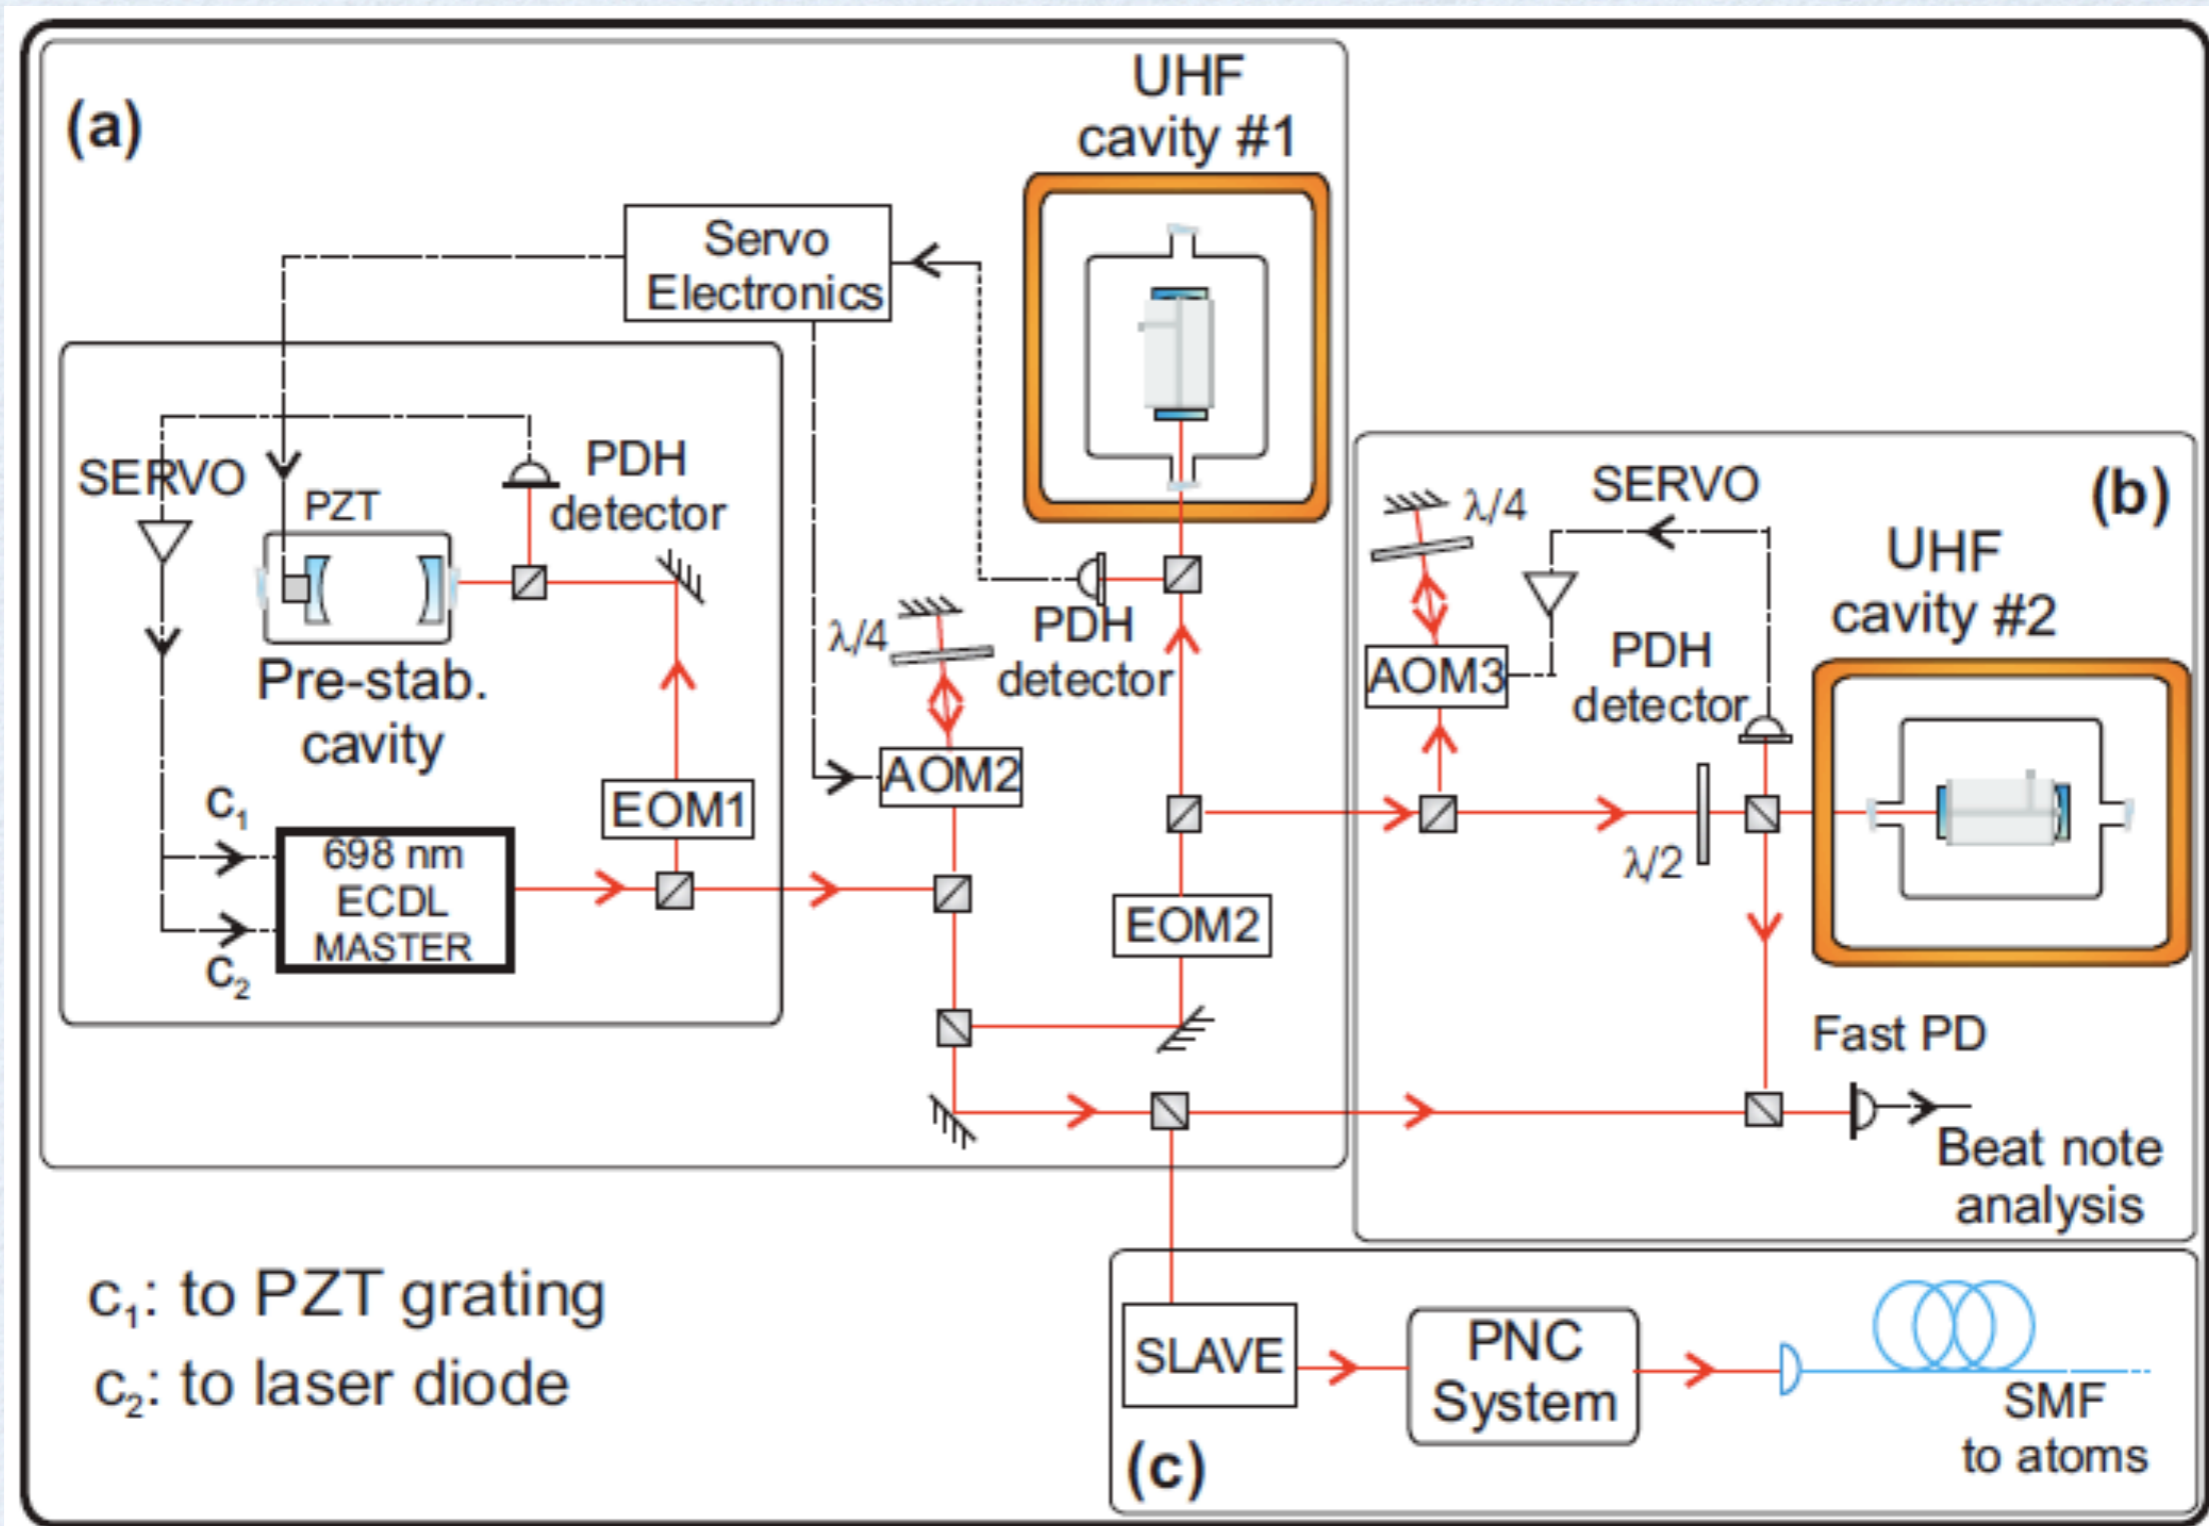 (a)
UHF
cavity #1
Servo
Electronics
SERVO
PZT
PDH
detector
Pre-stab.
cavity
λ/4
PDH
detector
AOM2
EOM1
c₁
c₂
698 nm
ECDL
MASTER
EOM2
(b)
λ/4
SERVO
AOM3
PDH
detector
UHF
cavity #2
λ/2
Fast PD
Beat note
analysis
c₁: to PZT grating
c₂: to laser diode
SLAVE
PNC
System
SMF
to atoms
(c)